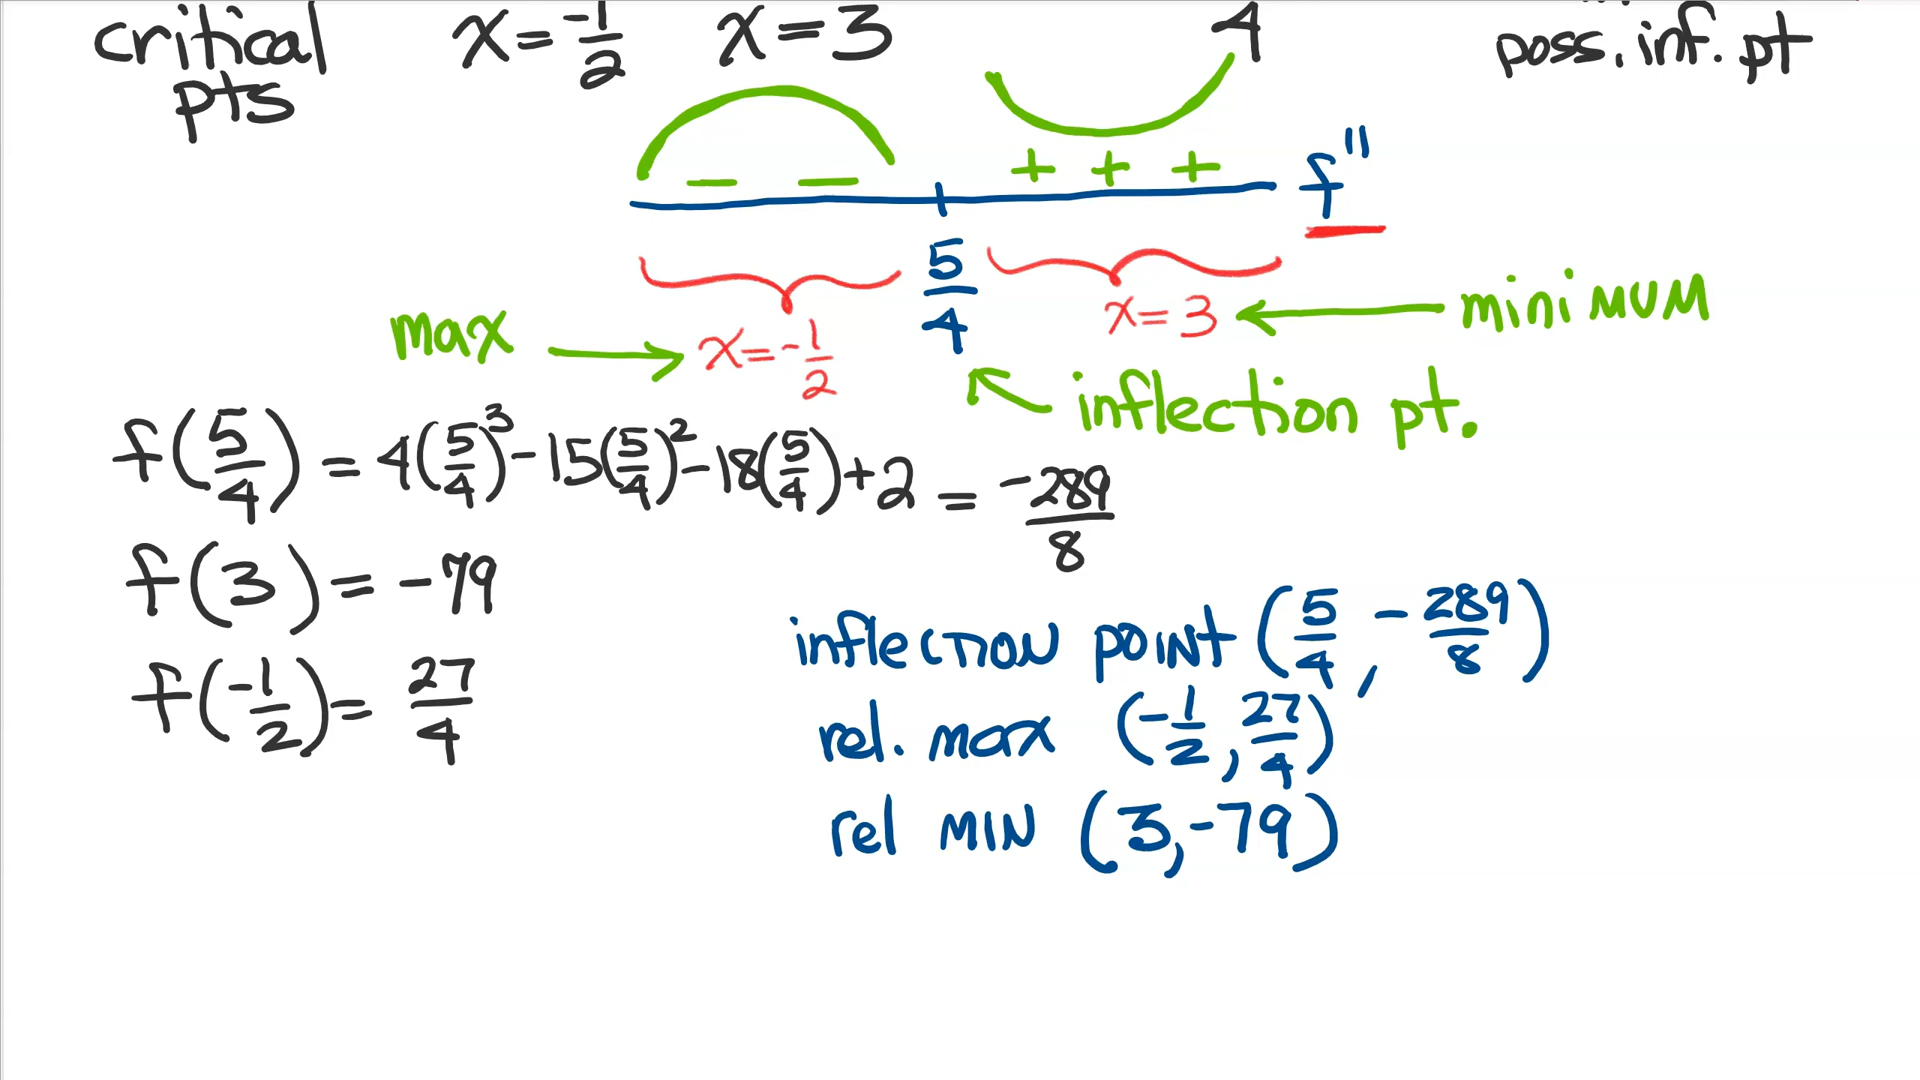 critical pts x = -1/2 x = 3 4 poss. inf. pt
− − + + + f''
5/4
max → x = -1/2 x = 3 ← miniMUM
inflection pt.
f(5/4) = 4(5/4)³ - 15(5/4)² - 18(5/4) + 2 = -289/8
f(3) = -79
f(-1/2) = 27/4
inflECTION POINT (5/4, -289/8)
rel. max (-1/2, 27/4)
rel MIN (3, -79)